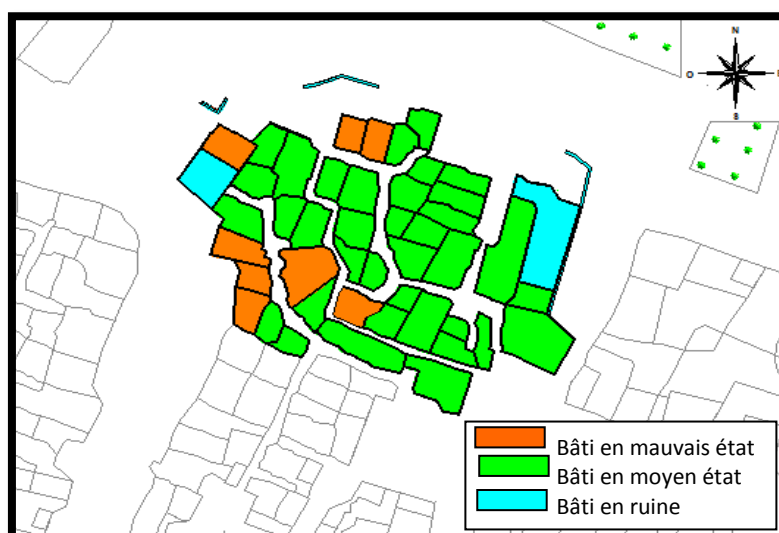 N
O
S
Bâti en mauvais état
Bâti en moyen état
Bâti en ruine